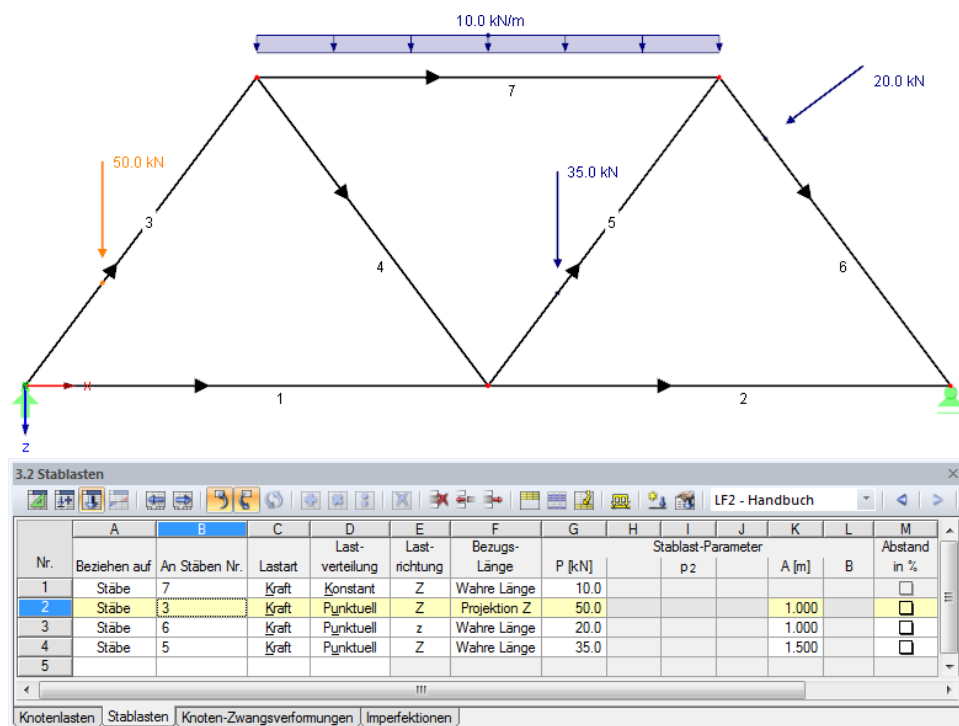 10.0 kN/m
7
20.0 kN
50.0 kN
35.0 kN
3
5
4
6
X
1
2
Z
3.2 Stablasten
LF2 - Handbuch
A B C D E F G H I J K L M
Nr. Beziehen auf An Stäben Nr. Lastart Last-verteilung Last-richtung Bezugs-Länge Stablast-Parameter Abstand in %
P [kN] p 2 A [m] B
1 Stäbe 7 Kraft Konstant Z Wahre Länge 10.0
2 Stäbe 3 Kraft Punktuell Z Projektion Z 50.0 1.000
3 Stäbe 6 Kraft Punktuell z Wahre Länge 20.0 1.000
4 Stäbe 5 Kraft Punktuell Z Wahre Länge 35.0 1.500
5
Knotenlasten Stablasten Knoten-Zwangsverformungen Imperfektionen